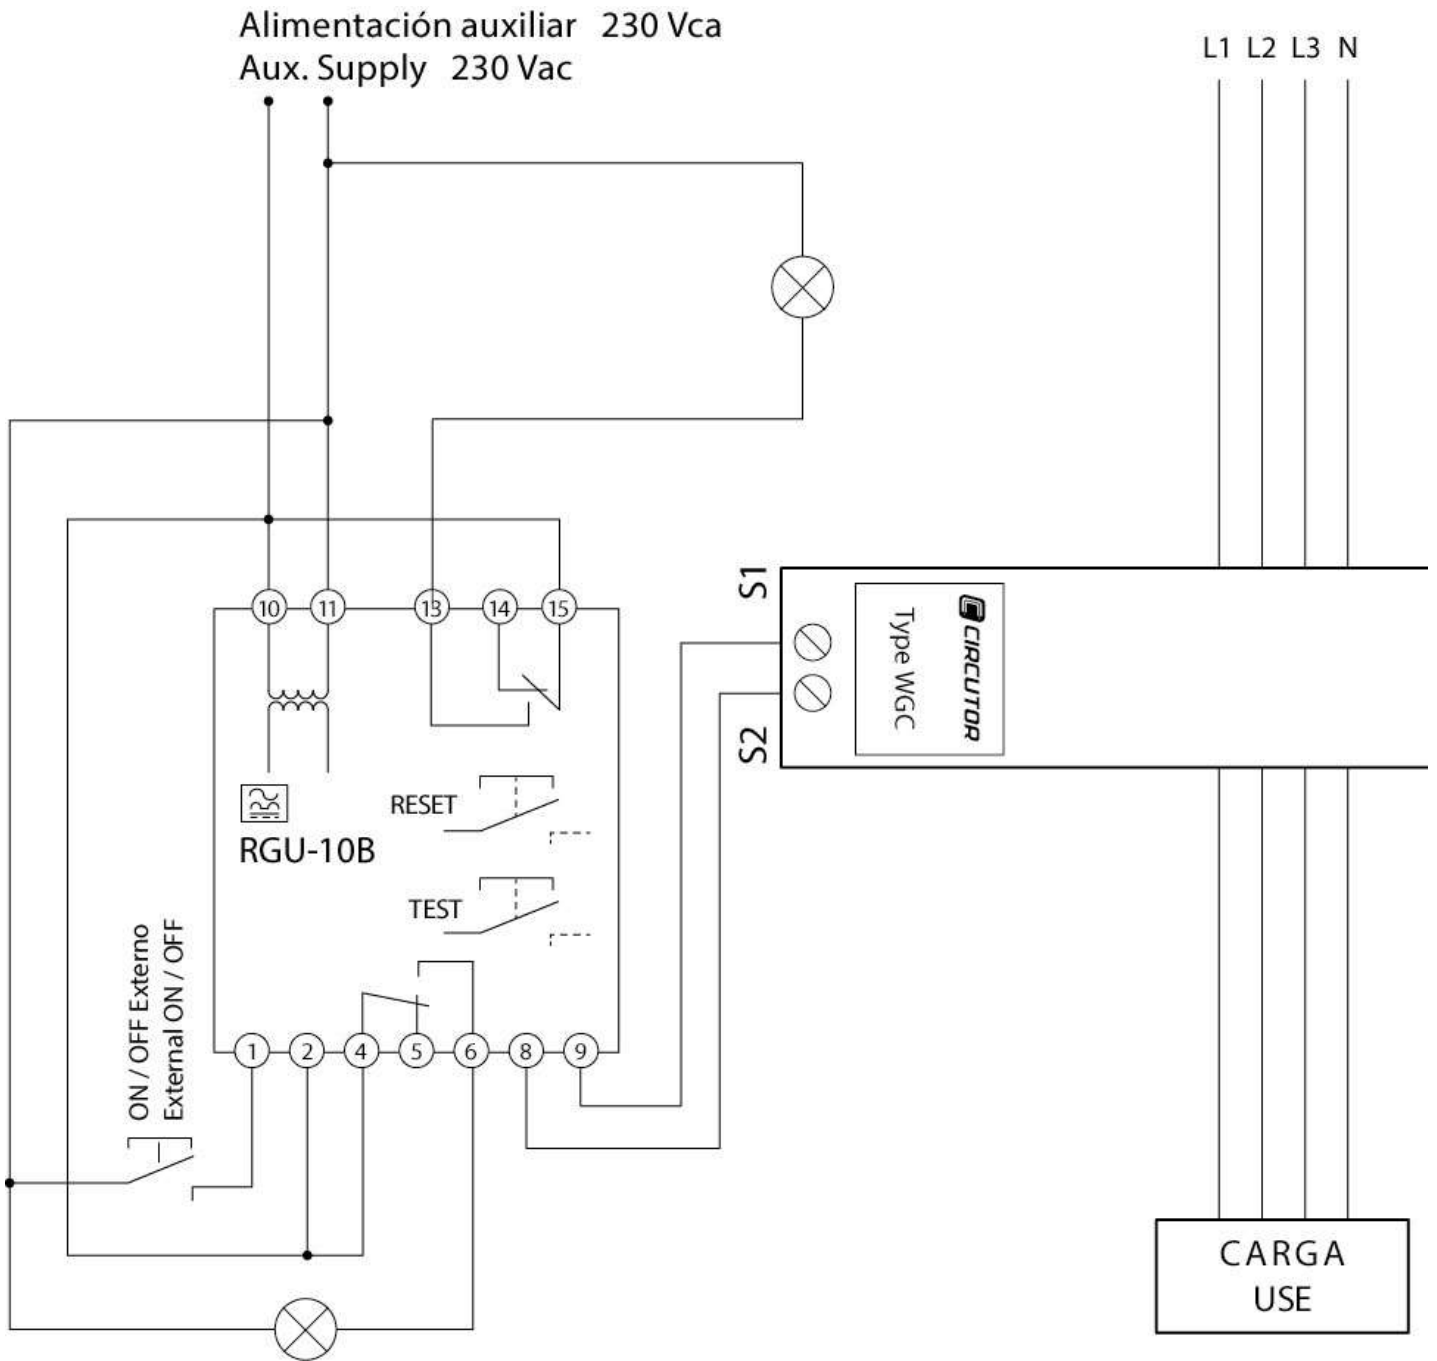 Alimentación auxiliar 230 Vca
Aux. Supply 230 Vac
L1 L2 L3 N
10 11 13 14 15
S1
S2
Type WGC
CIRCUTOR
RESET
RGU-10B
TEST
ON / OFF Externo
External ON / OFF
1 2 4 5 6 8 9
CARGA
USE